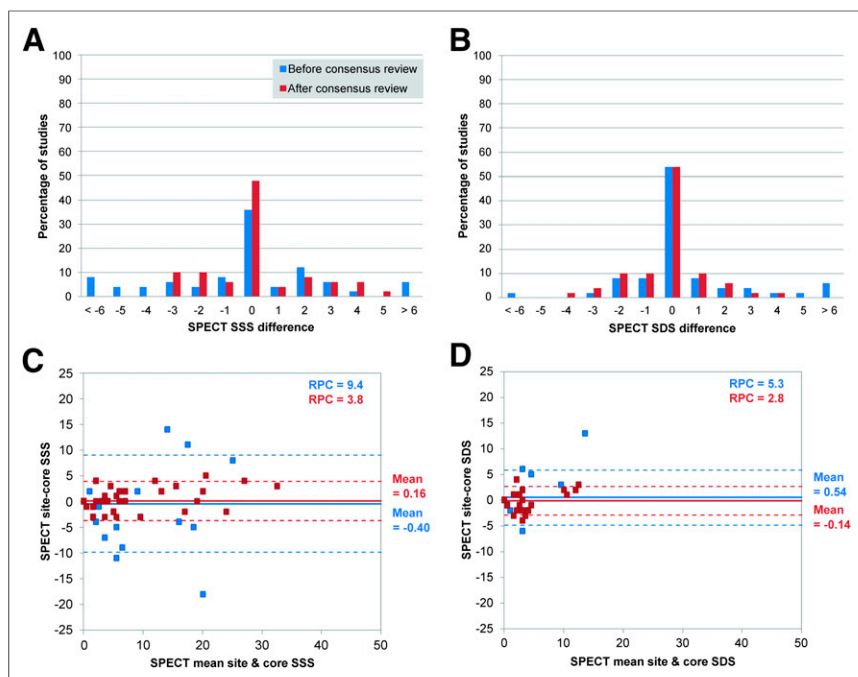 A
B
100
90
80
70
60
50
40
30
20
10
0
Percentage of studies
Before consensus review
After consensus review
< -6 -5 -4 -3 -2 -1 0 1 2 3 4 5 > 6
SPECT SSS difference
100
90
80
70
60
50
40
30
20
10
0
Percentage of studies
< -6 -5 -4 -3 -2 -1 0 1 2 3 4 5 > 6
SPECT SDS difference
C
D
25
20
15
10
5
0
-5
-10
-15
-20
-25
SPECT site-core SSS
RPC = 9.4
RPC = 3.8
Mean
= 0.16
Mean
= -0.40
0 10 20 30 40 50
SPECT mean site & core SSS
25
20
15
10
5
0
-5
-10
-15
-20
-25
SPECT site-core SDS
RPC = 5.3
RPC = 2.8
Mean
= 0.54
Mean
= -0.14
0 10 20 30 40 50
SPECT mean site & core SDS